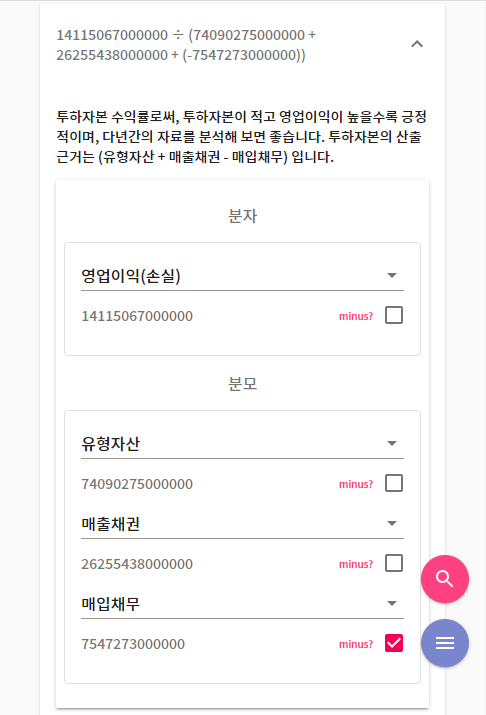 14115067000000 ÷ (74090275000000 +
26255438000000 + (-7547273000000))
투하자본 수익률로써, 투하자본이 적고 영업이익이 높을수록 긍정
적이며, 다년간의 자료를 분석해 보면 좋습니다. 투하자본의 산출
근거는 (유형자산 + 매출채권 - 매입채무) 입니다.
분자
영업이익(손실)
14115067000000 minus?
분모
유형자산
74090275000000 minus?
매출채권
26255438000000 minus?
매입채무
7547273000000 minus?